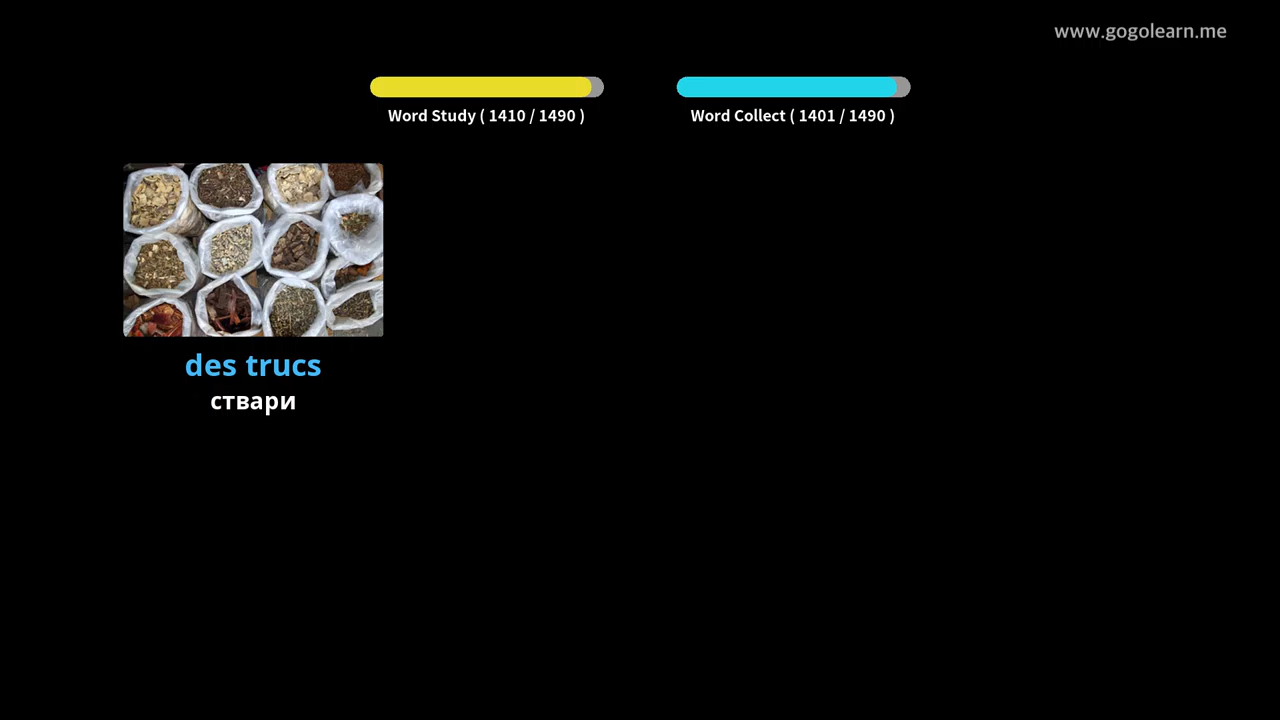 www.gogolearn.me
Word Study ( 1410 / 1490 )
Word Collect ( 1401 / 1490 )
des trucs
ствари